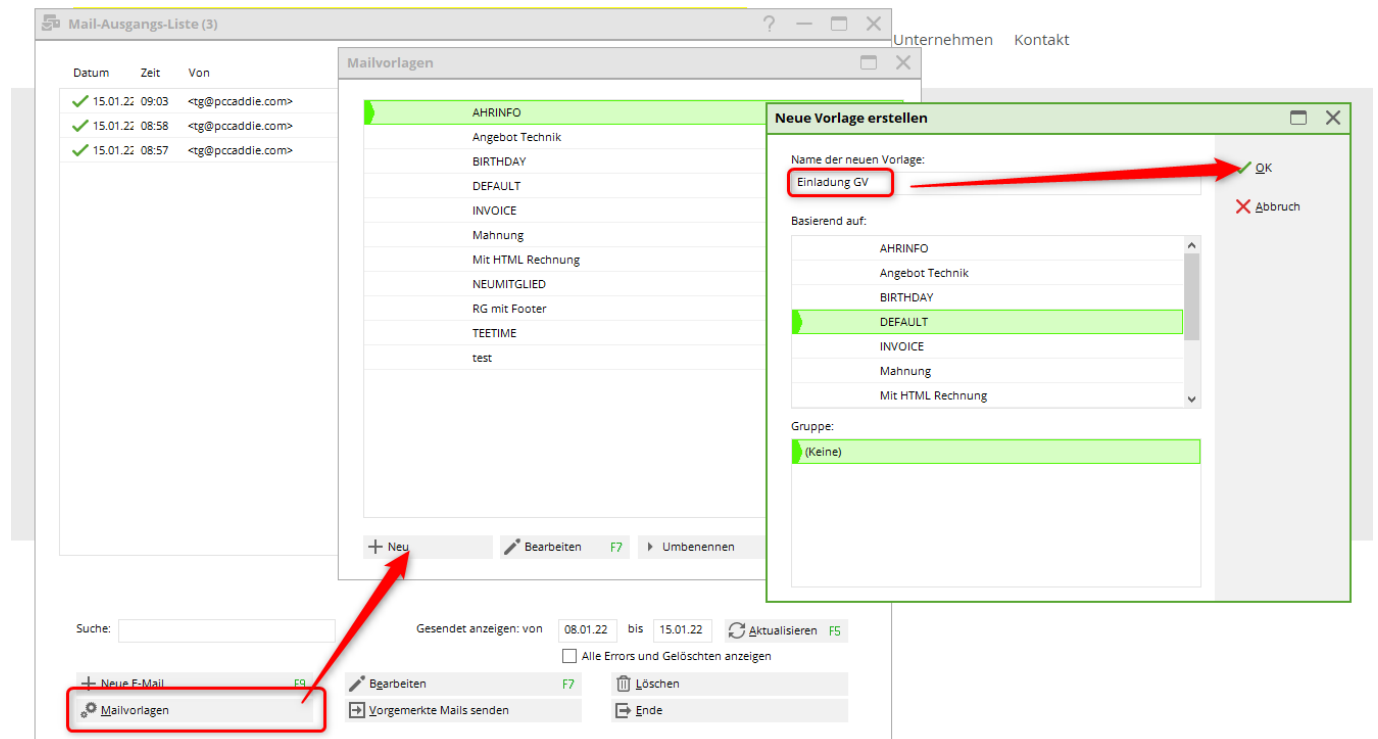 Mail-Ausgangs-Liste (3)
?
Unternehmen Kontakt
Datum Zeit Von
15.01.22 09:03 <tg@pccaddie.com>
15.01.22 08:58 <tg@pccaddie.com>
15.01.22 08:57 <tg@pccaddie.com>
Mailvorlagen
AHRINFO
Angebot Technik
BIRTHDAY
DEFAULT
INVOICE
Mahnung
Mit HTML Rechnung
NEUMITGLIED
RG mit Footer
TEETIME
test
Neu
Bearbeiten F7
Umbenennen
Neue Vorlage erstellen
Name der neuen Vorlage:
Einladung GV
OK
Abbruch
Basierend auf:
AHRINFO
Angebot Technik
BIRTHDAY
DEFAULT
INVOICE
Mahnung
Mit HTML Rechnung
Gruppe:
(Keine)
Suche:
Gesendet anzeigen: von 08.01.22 bis 15.01.22 Aktualisieren F5
Alle Errors und Gelöschten anzeigen
Neue E-Mail F9 Bearbeiten F7 Löschen
Mailvorlagen Vorgemerkte Mails senden Ende